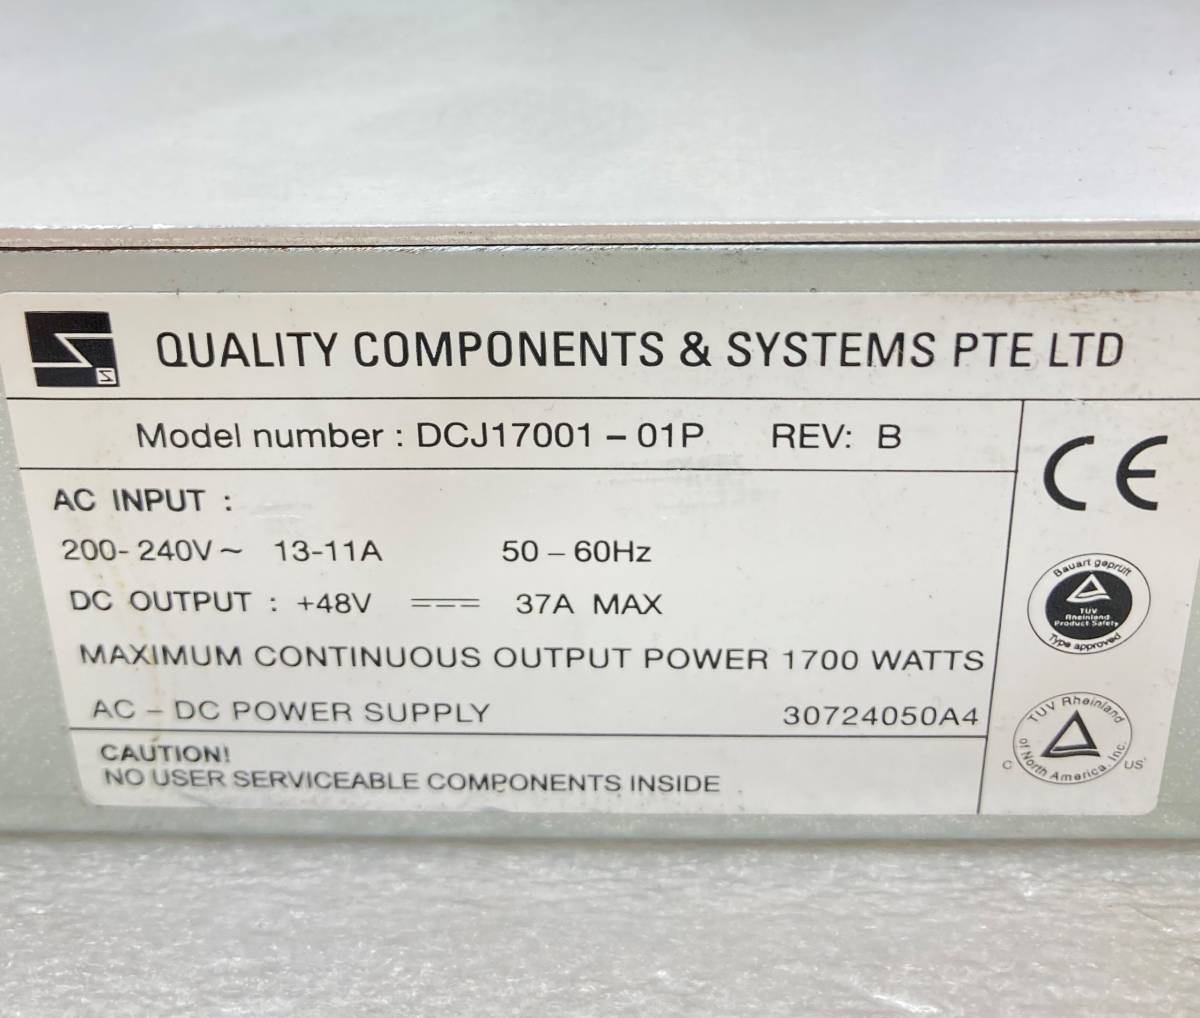 QUALITY COMPONENTS & SYSTEMS PTE LTD
Model number : DCJ17001 – 01P REV: B
CE
AC INPUT :
200- 240V ~ 13-11A 50 – 60Hz
DC OUTPUT : +48V 37A MAX
MAXIMUM CONTINUOUS OUTPUT POWER 1700 WATTS
AC – DC POWER SUPPLY 30724050A4
CAUTION!
NO USER SERVICEABLE COMPONENTS INSIDE
Bauart geprüft
TÜV
Rheinland
Product Safety
Type approved
TÜV Rheinland
of North America, Inc.
C US